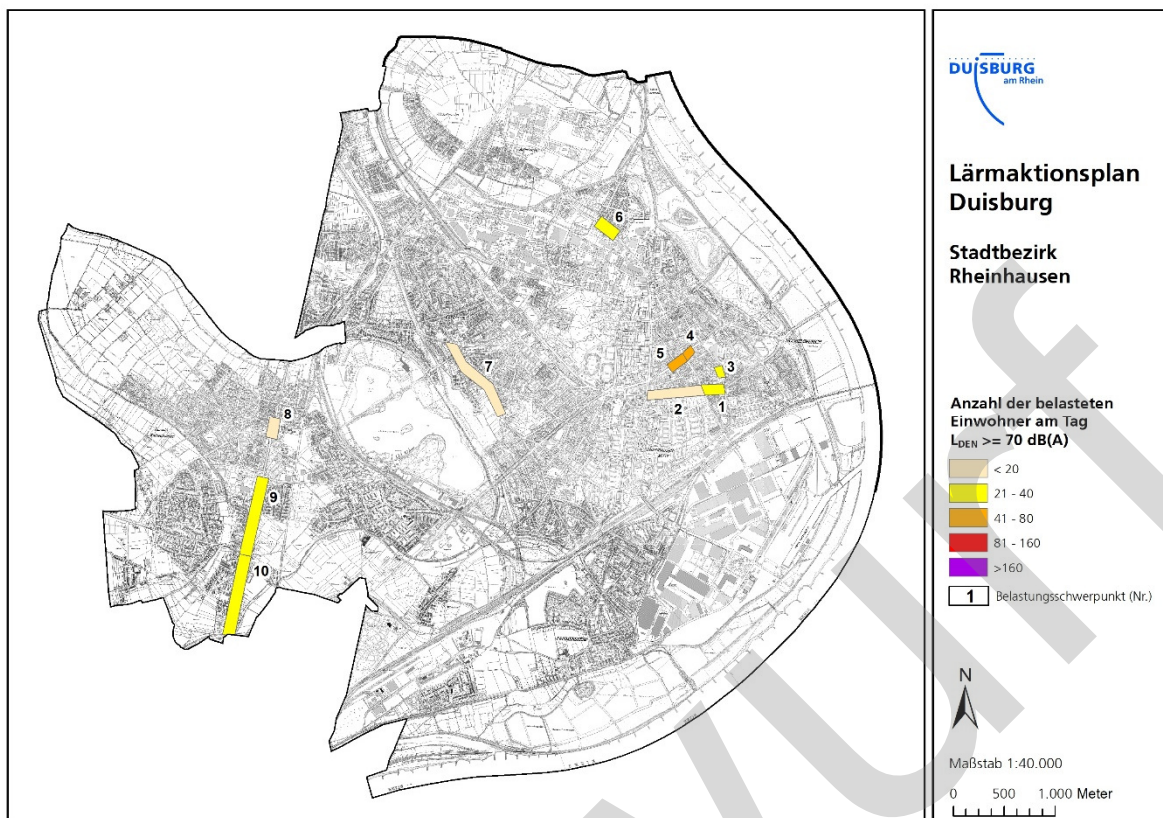 DUISBURG
am Rhein
Lärmaktionsplan
Duisburg
Stadtbezirk
Rheinhausen
Anzahl der belasteten
Einwohner am Tag
LDEN >= 70 dB(A)
< 20
21 - 40
41 - 80
81 - 160
>160
1 Belastungsschwerpunkt (Nr.)
N
Maßstab 1:40.000
0 500 1.000 Meter
6
4
5
3
7
2
1
8
9
10
urf